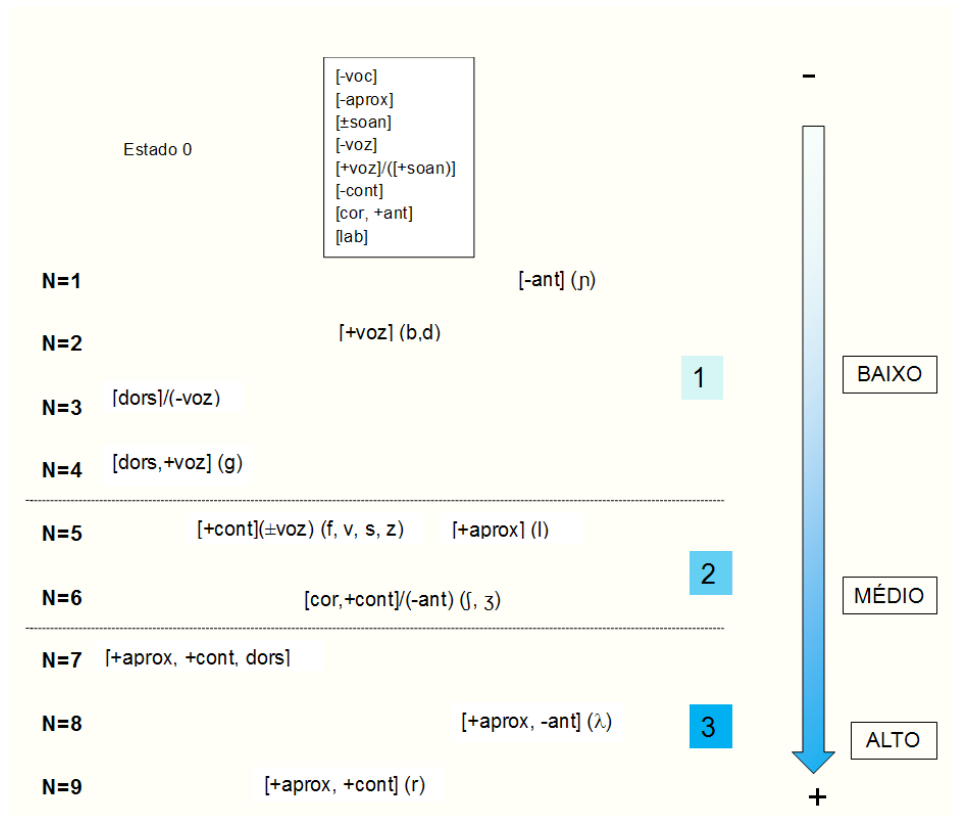 -
[-voc]
[-aprox]
[±soan]
Estado 0
[-voz]
[+voz]/([+soan)]
[-cont]
[cor, +ant]
[lab]
N=1 [-ant] (ɲ)
N=2 [+voz] (b,d)
1 BAIXO
N=3 [dors]/(-voz)
N=4 [dors,+voz] (g)
N=5 [+cont](±voz) (f, v, s, z) [+aprox] (l)
2 MÉDIO
N=6 [cor,+cont]/(-ant) (ʃ, ʒ)
N=7 [+aprox, +cont, dors]
N=8 [+aprox, -ant] (λ)
3 ALTO
N=9 [+aprox, +cont] (r)
+